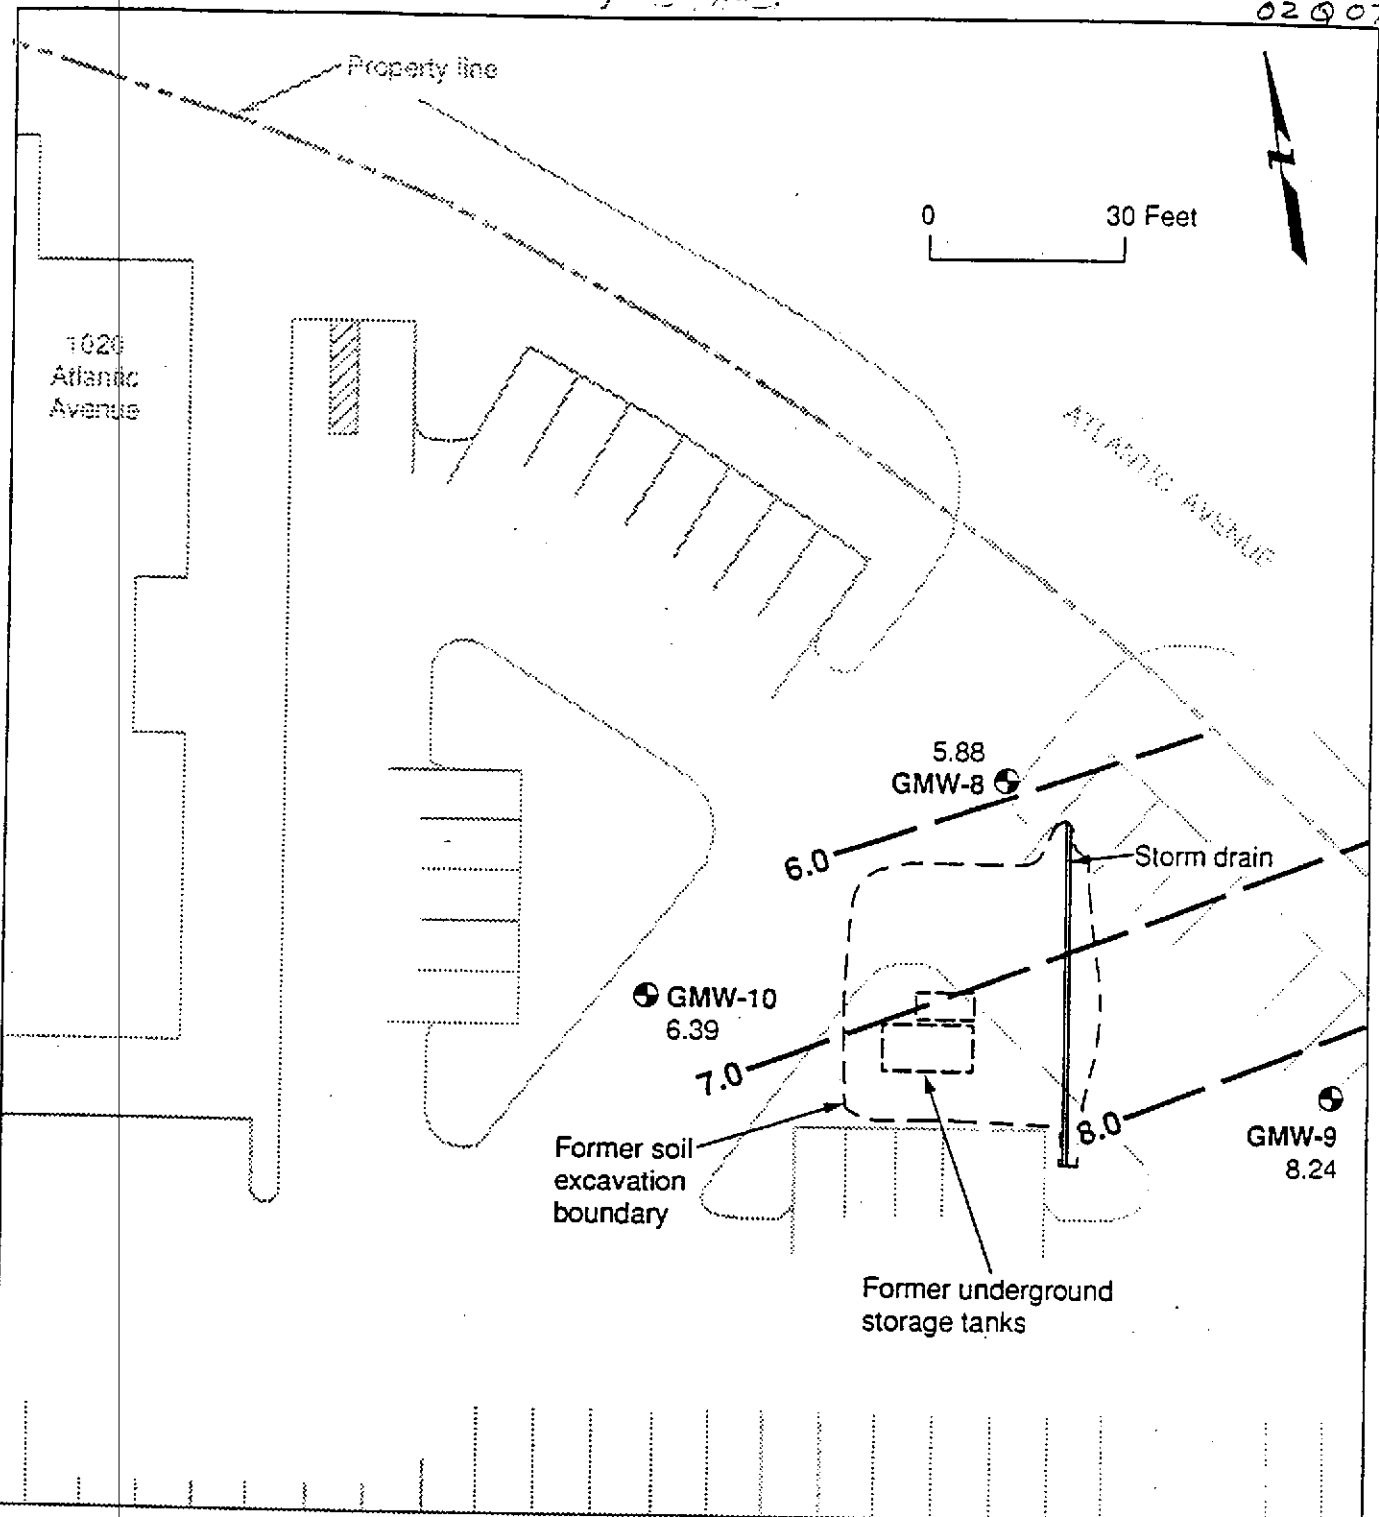 02 Q 07
Property line
0 30 Feet
1020
Atlantic
Avenue
ATLANTIC AVENUE
5.88
GMW-8
6.0
Storm drain
GMW-10
6.39
7.0
8.0
GMW-9
8.24
Former soil
excavation
boundary
Former underground
storage tanks